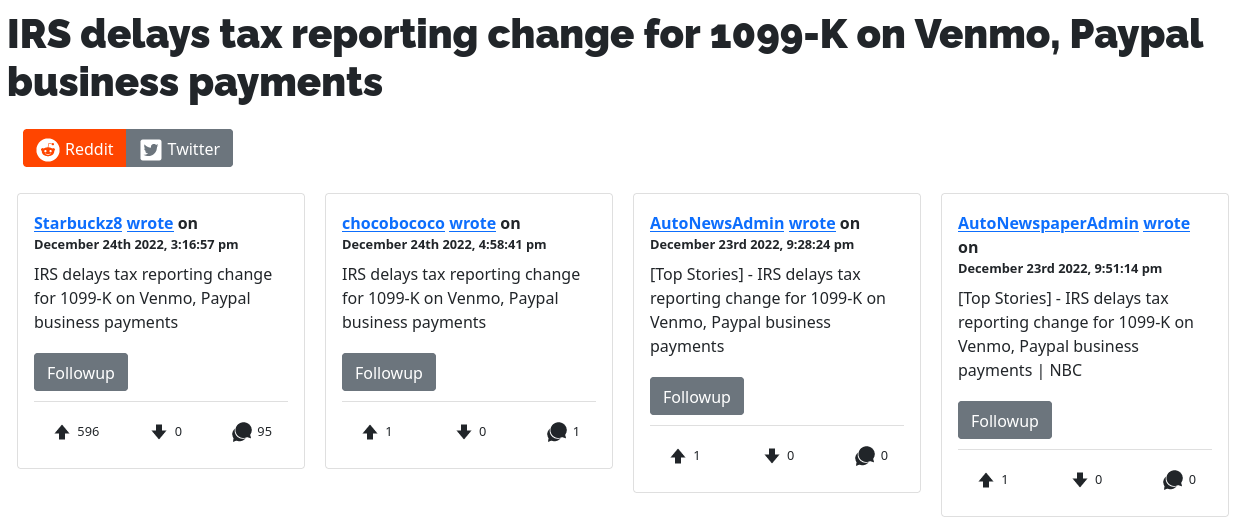 IRS delays tax reporting change for 1099-K on Venmo, Paypal
business payments
Reddit
Twitter
Starbuckz8 wrote on
December 24th 2022, 3:16:57 pm
IRS delays tax reporting change
for 1099-K on Venmo, Paypal
business payments
Followup
596 0 95
chocobococo wrote on
December 24th 2022, 4:58:41 pm
IRS delays tax reporting change
for 1099-K on Venmo, Paypal
business payments
Followup
1 0 1
AutoNewsAdmin wrote on
December 23rd 2022, 9:28:24 pm
[Top Stories] - IRS delays tax
reporting change for 1099-K on
Venmo, Paypal business
payments
Followup
1 0 0
AutoNewspaperAdmin wrote
on
December 23rd 2022, 9:51:14 pm
[Top Stories] - IRS delays tax
reporting change for 1099-K on
Venmo, Paypal business
payments | NBC
Followup
1 0 0